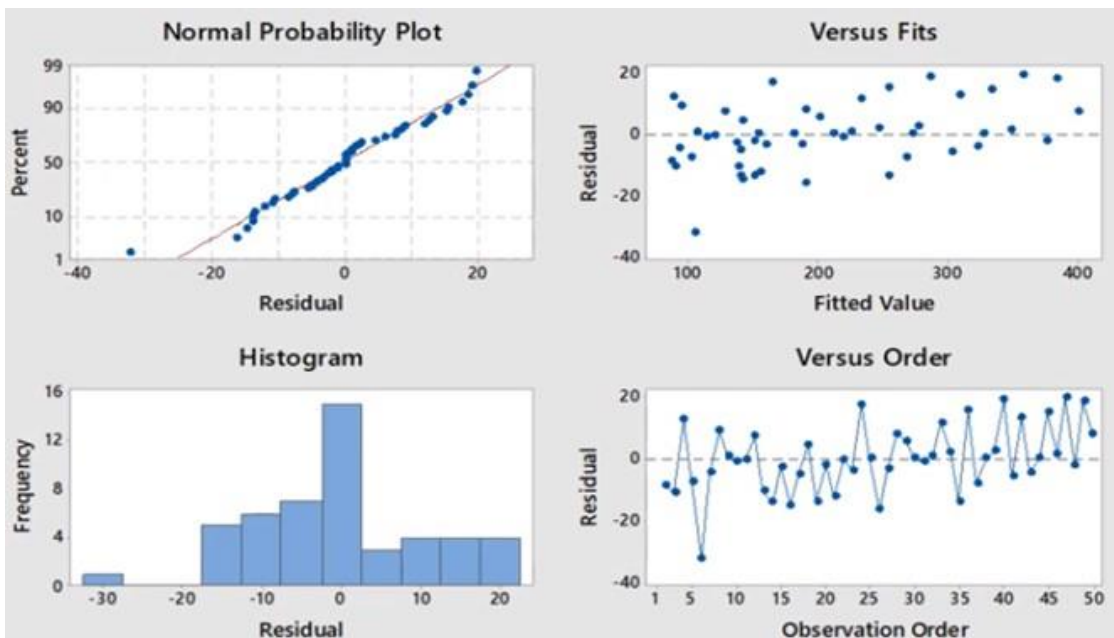 Normal Probability Plot
99
90
50
10
1
Percent
-40 -20 0 20
Residual
Versus Fits
20
0
-20
-40
Residual
100 200 300 400
Fitted Value
Histogram
16
12
8
4
0
Frequency
-30 -20 -10 0 10 20
Residual
Versus Order
20
0
-20
-40
Residual
1 5 10 15 20 25 30 35 40 45 50
Observation Order